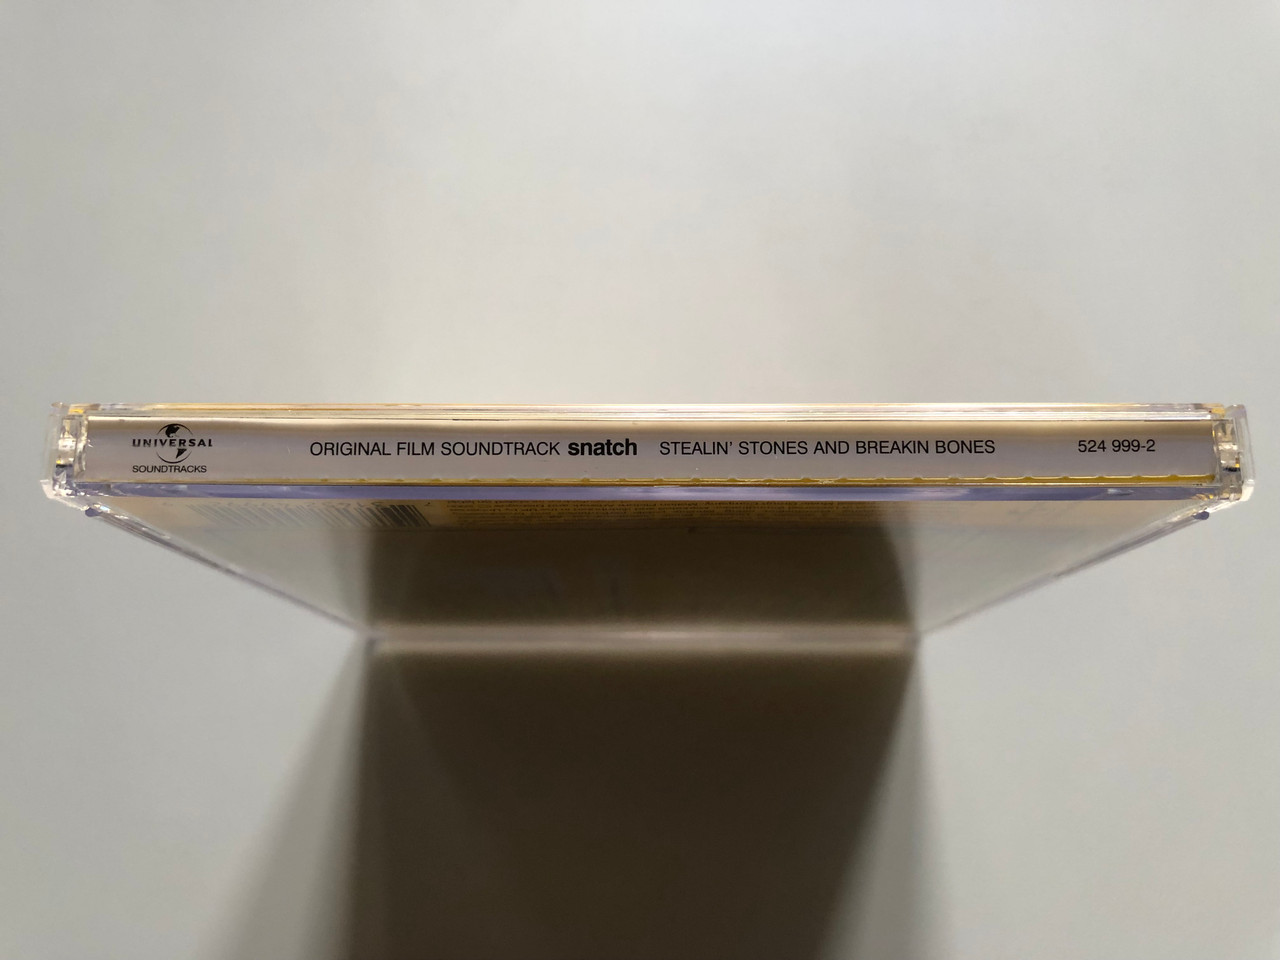 UNIVERSAL
SOUNDTRACKS
ORIGINAL FILM SOUNDTRACK snatch STEALIN' STONES AND BREAKIN BONES 524 999-2